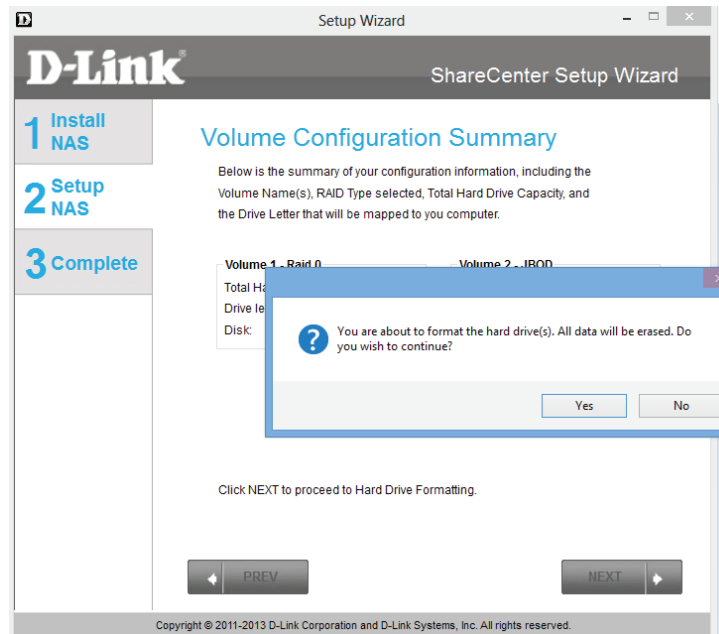 D
Setup Wizard
D-Link
ShareCenter Setup Wizard
1 Install
NAS
2 Setup
NAS
3 Complete
Volume Configuration Summary
Below is the summary of your configuration information, including the
Volume Name(s), RAID Type selected, Total Hard Drive Capacity, and
the Drive Letter that will be mapped to you computer.
Volume 1 - Raid 0
Volume 2 - JBOD
Total
Drive
Disk:
You are about to format the hard drive(s). All data will be erased. Do
you wish to continue?
Yes
No
Click NEXT to proceed to Hard Drive Formatting.
PREV
NEXT
Copyright © 2011-2013 D-Link Corporation and D-Link Systems, Inc. All rights reserved.